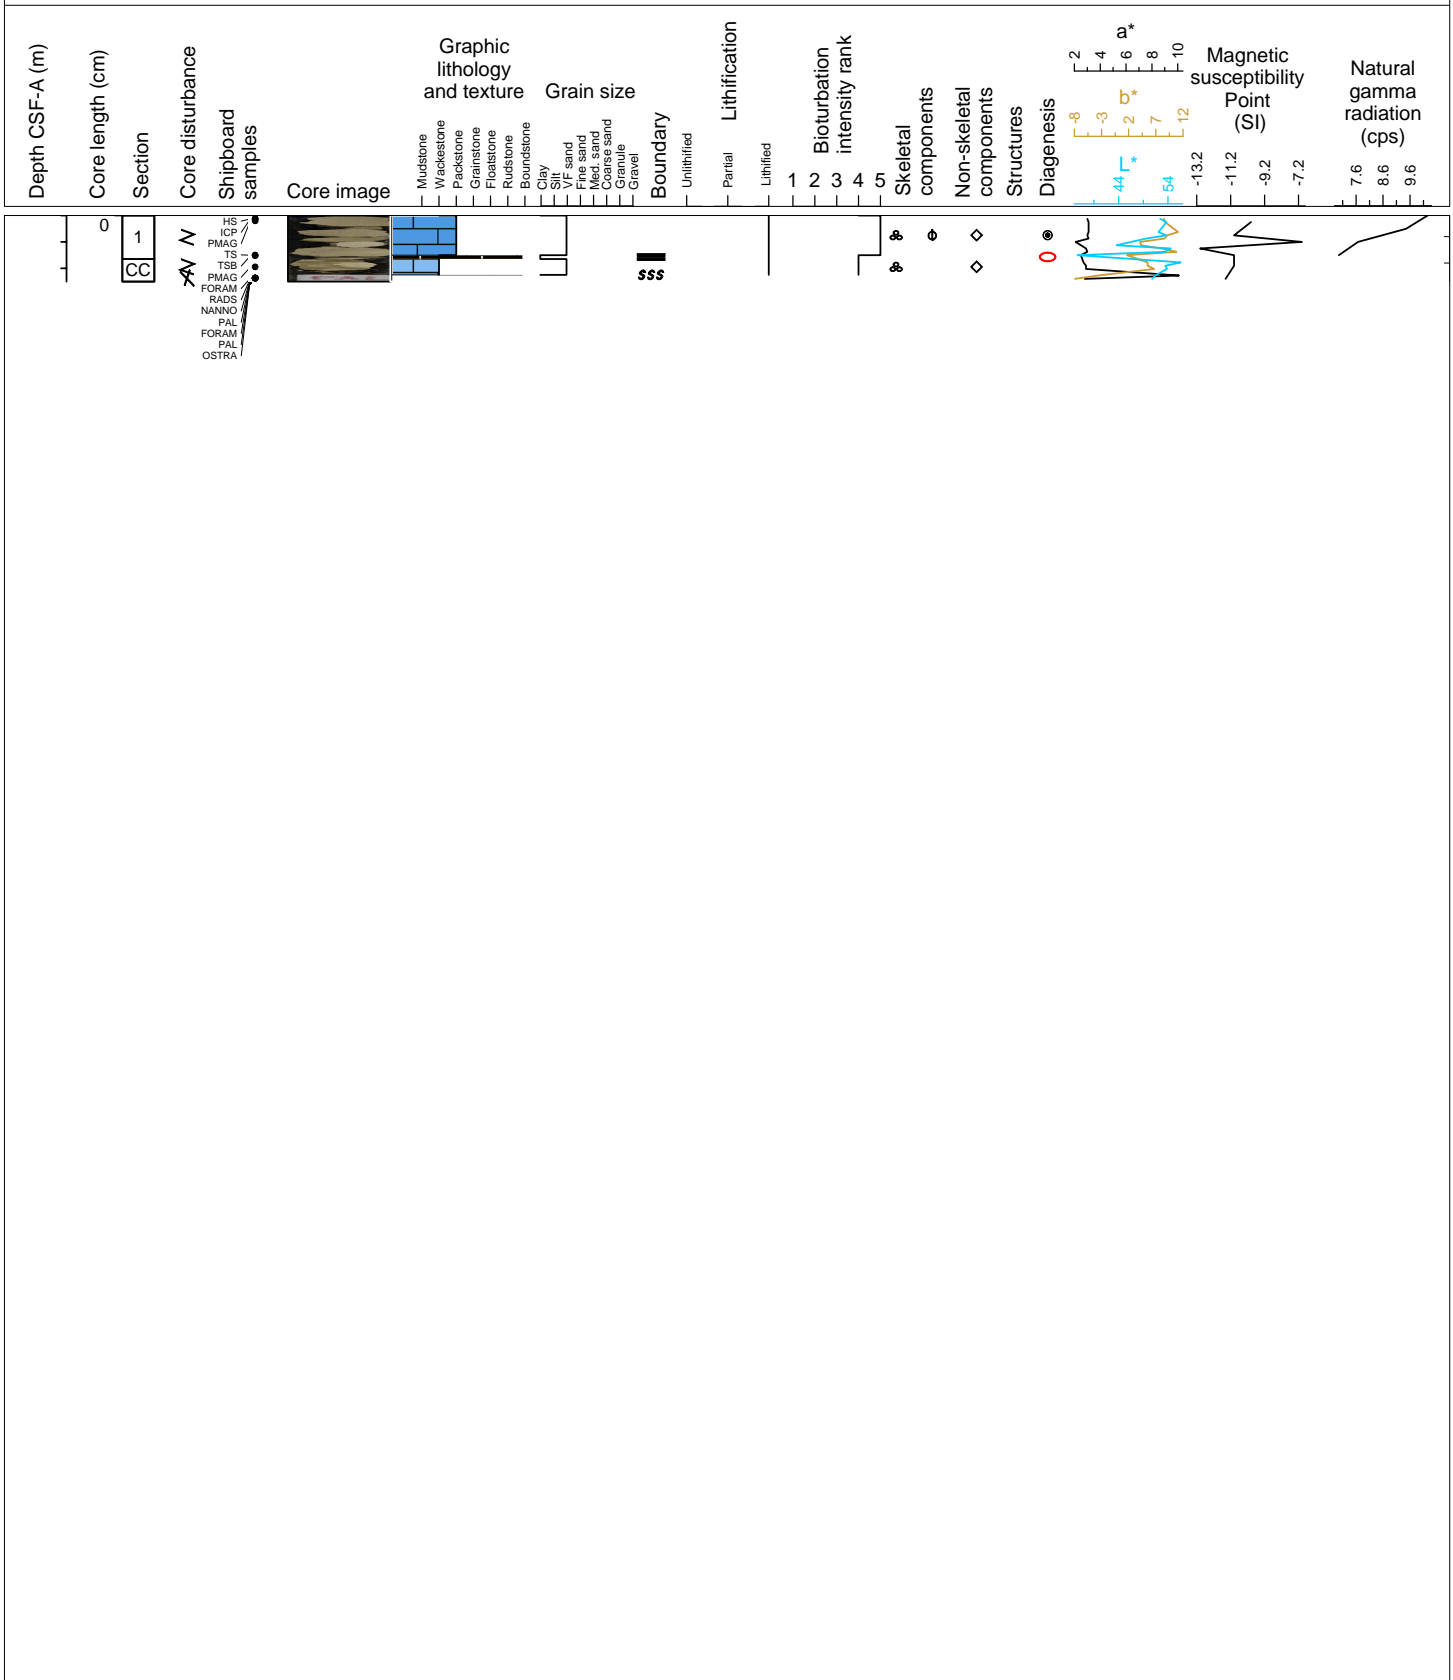 Depth CSF-A (m)
Core length (cm)
Section
Core disturbance
Shipboard
samples
Core image
Graphic
lithology
and texture
Mudstone
Wackestone
Packstone
Grainstone
Floatstone
Rudstone
Boundstone
Grain size
Clay
Silt
VF sand
Fine sand
Med. sand
Coarse sand
Granule
Gravel
Boundary
Lithification
Unlithified
Partial
Lithified
Bioturbation
intensity rank
1 2 3 4 5
Skeletal
components
Non-skeletal
components
Structures
Diagenesis
a*
2 4 6 8 10
b*
-8 -3 2 7 12
L*
44 54
Magnetic
susceptibility
Point
(SI)
-13.2 -11.2 -9.2 -7.2
Natural
gamma
radiation
(cps)
7.6 8.6 9.6
0
1
CC
HS
ICP
PMAG
TS
TSB
PMAG
FORAM
RADS
NANNO
PAL
FORAM
PAL
OSTRA
sss